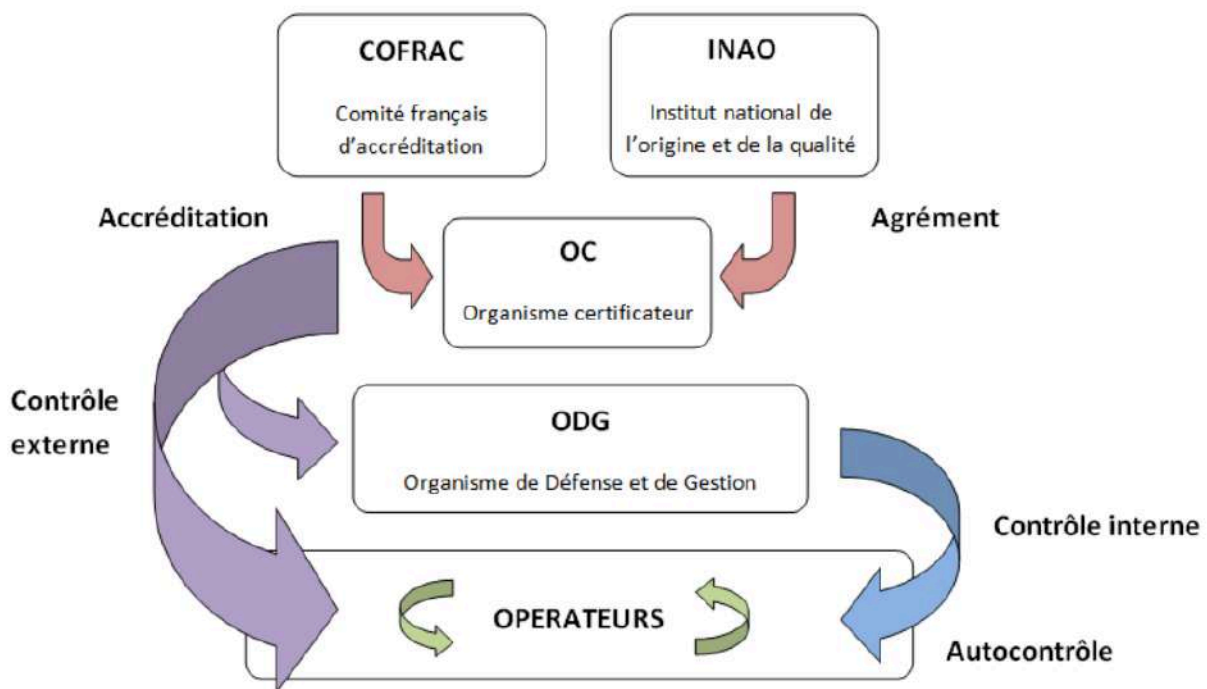 COFRAC
Comité français
d'accréditation
INAO
Institut national de
l'origine et de la qualité
Accréditation
Agrément
OC
Organisme certificateur
Contrôle
externe
ODG
Organisme de Défense et de Gestion
Contrôle interne
OPERATEURS
Autocontrôle